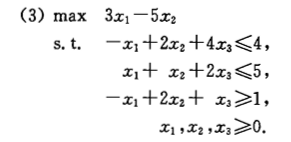 (3) max 3x₁−5x₂
s.t. −x₁+2x₂+4x₃⩽4,
x₁+ x₂+2x₃⩽5,
−x₁+2x₂+ x₃⩾1,
x₁,x₂,x₃⩾0.